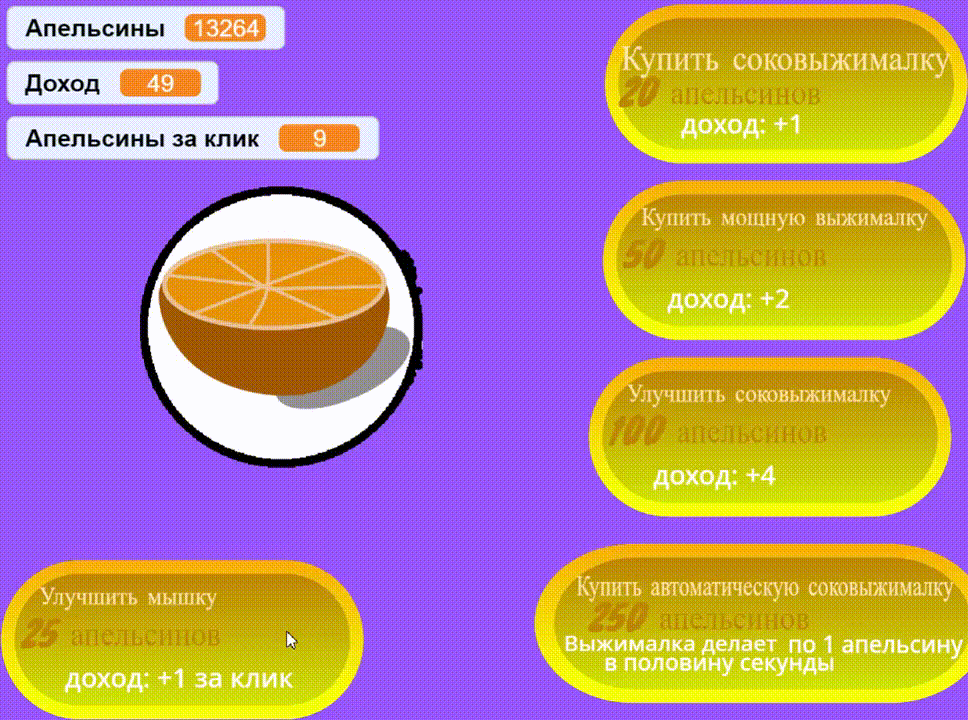 Апельсины 13264
Доход 49
Апельсины за клик 9
Купить соковыжималку
20 апельсинов
доход: +1
Купить мощную выжималку
50 апельсинов
доход: +2
Улучшить соковыжималку
100 апельсинов
доход: +4
Улучшить мышку
25 апельсинов
доход: +1 за клик
Купить автоматическую соковыжималку
250 апельсинов
Выжималка делает по 1 апельсину
в половину секунды